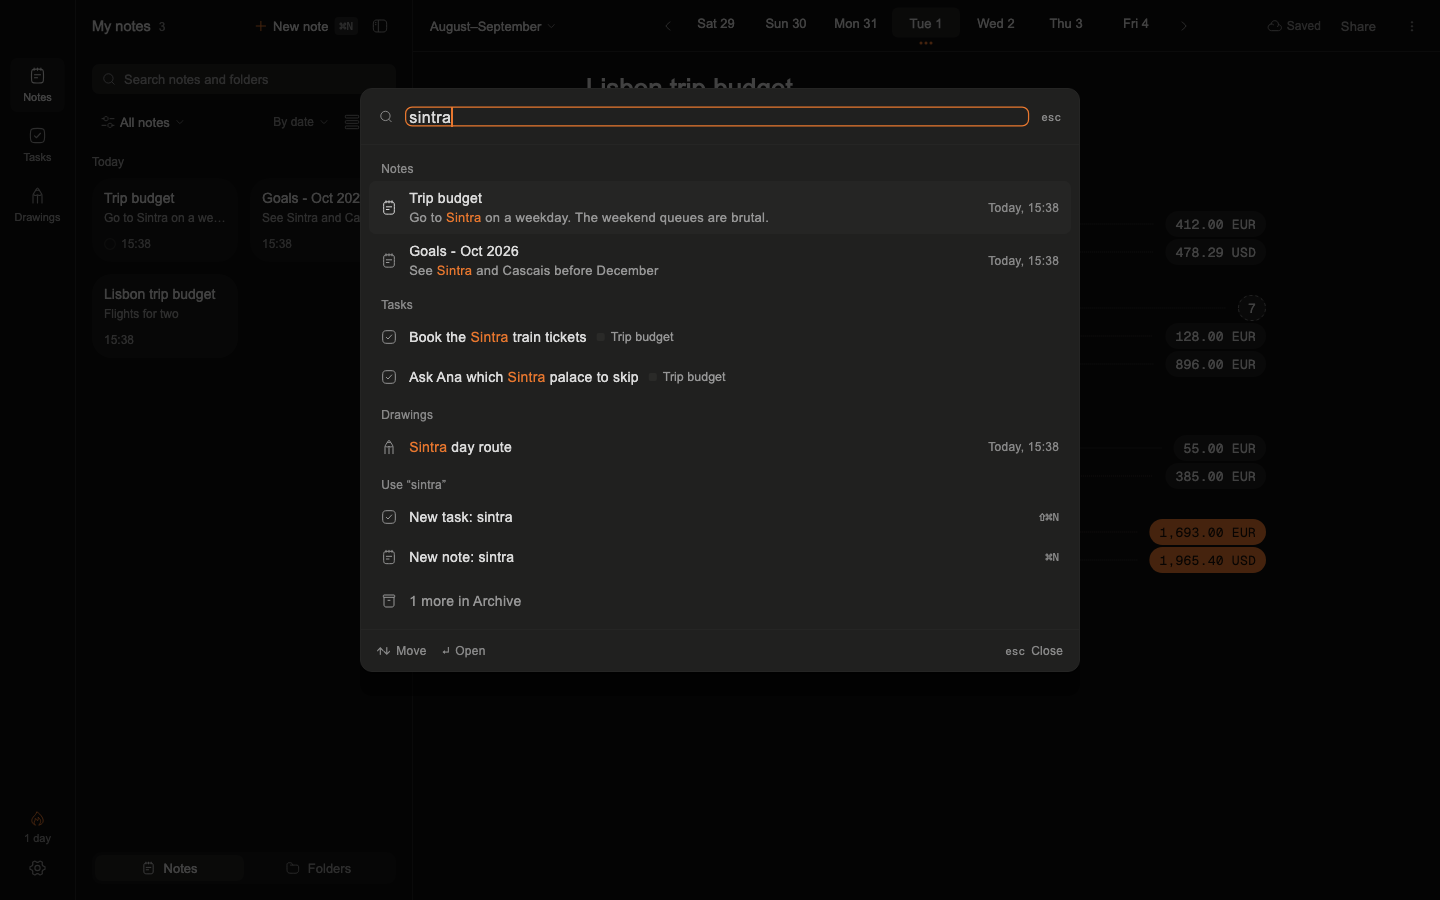 My notes 3
+ New note ⌘N
August–September
Sat 29
Sun 30
Mon 31
Tue 1
Wed 2
Thu 3
Fri 4
Saved
Share
Notes
Tasks
Drawings
Search notes and folders
All notes
By date
Today
Trip budget
Go to Sintra on a we…
15:38
Goals - Oct 202
See Sintra and Ca
15:38
Lisbon trip budget
Flights for two
15:38
Lisbon trip budget
sintra
esc
Notes
Trip budget
Go to Sintra on a weekday. The weekend queues are brutal.
Today, 15:38
Goals - Oct 2026
See Sintra and Cascais before December
Today, 15:38
Tasks
Book the Sintra train tickets Trip budget
Ask Ana which Sintra palace to skip Trip budget
Drawings
Sintra day route
Today, 15:38
Use “sintra”
New task: sintra
⇧⌘N
New note: sintra
⌘N
1 more in Archive
Move
Open
esc Close
412.00 EUR
478.29 USD
7
128.00 EUR
896.00 EUR
55.00 EUR
385.00 EUR
1,693.00 EUR
1,965.40 USD
1 day
Notes
Folders